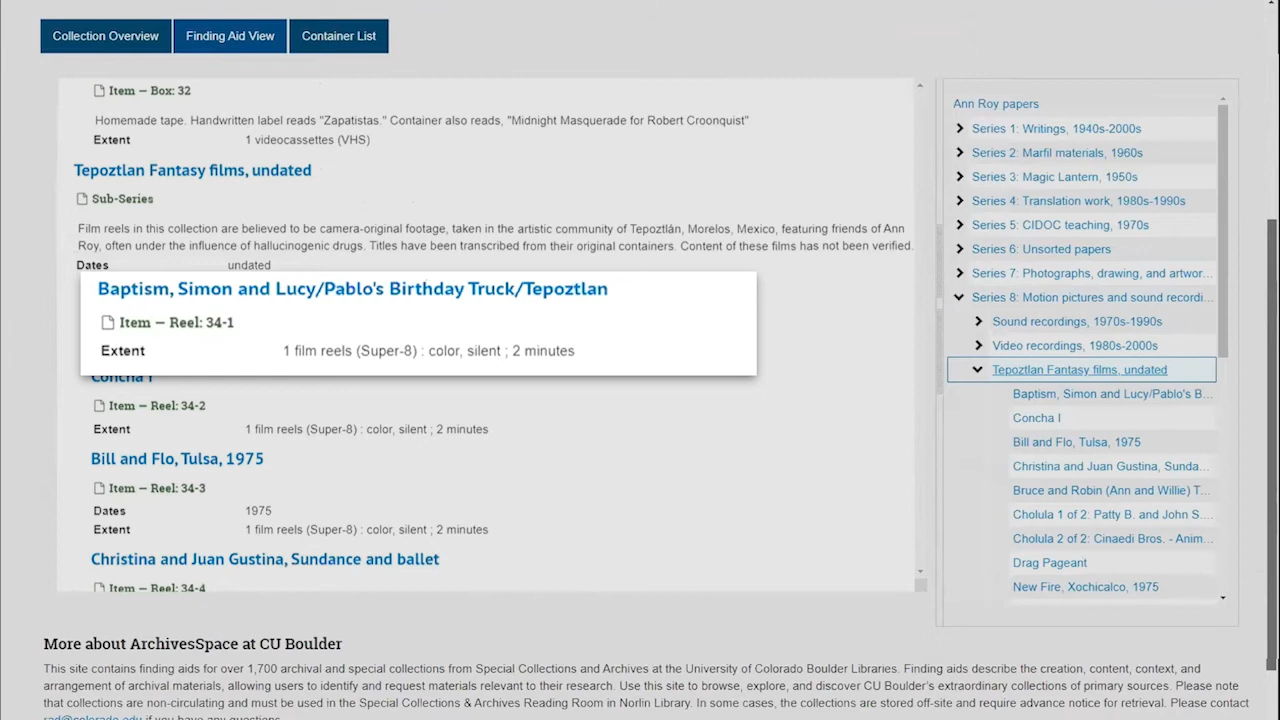 Collection Overview
Finding Aid View
Container List
Item – Box: 32
Homemade tape. Handwritten label reads "Zapatistas." Container also reads, "Midnight Masquerade for Robert Croonquist"
Extent 1 videocassettes (VHS)
Tepoztlan Fantasy films, undated
Sub-Series
Film reels in this collection are believed to be camera-original footage, taken in the artistic community of Tepoztlán, Morelos, Mexico, featuring friends of Ann
Roy, often under the influence of hallucinogenic drugs. Titles have been transcribed from their original containers. Content of these films has not been verified.
Dates undated
Baptism, Simon and Lucy/Pablo's Birthday Truck/Tepoztlan
Item – Reel: 34-1
Extent 1 film reels (Super-8) : color, silent ; 2 minutes
Concha I
Item – Reel: 34-2
Extent 1 film reels (Super-8) : color, silent ; 2 minutes
Bill and Flo, Tulsa, 1975
Item – Reel: 34-3
Dates 1975
Extent 1 film reels (Super-8) : color, silent ; 2 minutes
Christina and Juan Gustina, Sundance and ballet
Item – Reel: 34-4
Ann Roy papers
Series 1: Writings, 1940s-2000s
Series 2: Marfil materials, 1960s
Series 3: Magic Lantern, 1950s
Series 4: Translation work, 1980s-1990s
Series 5: CIDOC teaching, 1970s
Series 6: Unsorted papers
Series 7: Photographs, drawing, and artwor...
Series 8: Motion pictures and sound recordi...
Sound recordings, 1970s-1990s
Video recordings, 1980s-2000s
Tepoztlan Fantasy films, undated
Baptism, Simon and Lucy/Pablo's B...
Concha I
Bill and Flo, Tulsa, 1975
Christina and Juan Gustina, Sunda...
Bruce and Robin (Ann and Willie) T...
Cholula 1 of 2: Patty B. and John S....
Cholula 2 of 2: Cinaedi Bros. - Anim...
Drag Pageant
New Fire, Xochicalco, 1975
More about ArchivesSpace at CU Boulder
This site contains finding aids for over 1,700 archival and special collections from Special Collections and Archives at the University of Colorado Boulder Libraries. Finding aids describe the creation, content, context, and
arrangement of archival materials, allowing users to identify and request materials relevant to their research. Use this site to browse, explore, and discover CU Boulder's extraordinary collections of primary sources. Please note
that collections are non-circulating and must be used in the Special Collections & Archives Reading Room in Norlin Library. In some cases, the collections are stored off-site and require advance notice for retrieval. Please contact
rad@colorado.edu if you have any questions.